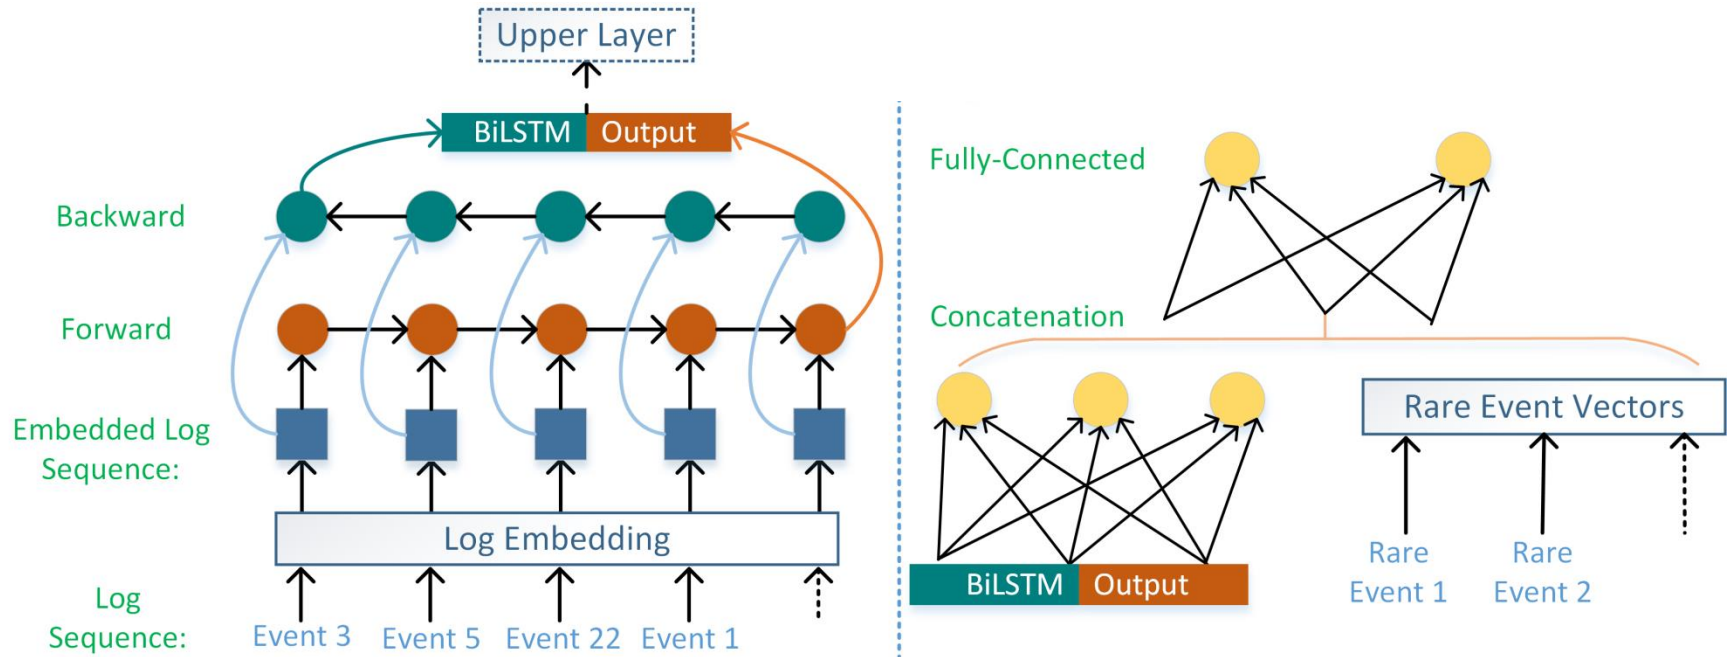 Upper Layer
BiLSTM Output
Backward
Forward
Embedded Log
Sequence:
Log Embedding
Log
Sequence:
Event 3
Event 5
Event 22
Event 1
Fully-Connected
Concatenation
Rare Event Vectors
BiLSTM Output
Rare
Event 1
Rare
Event 2